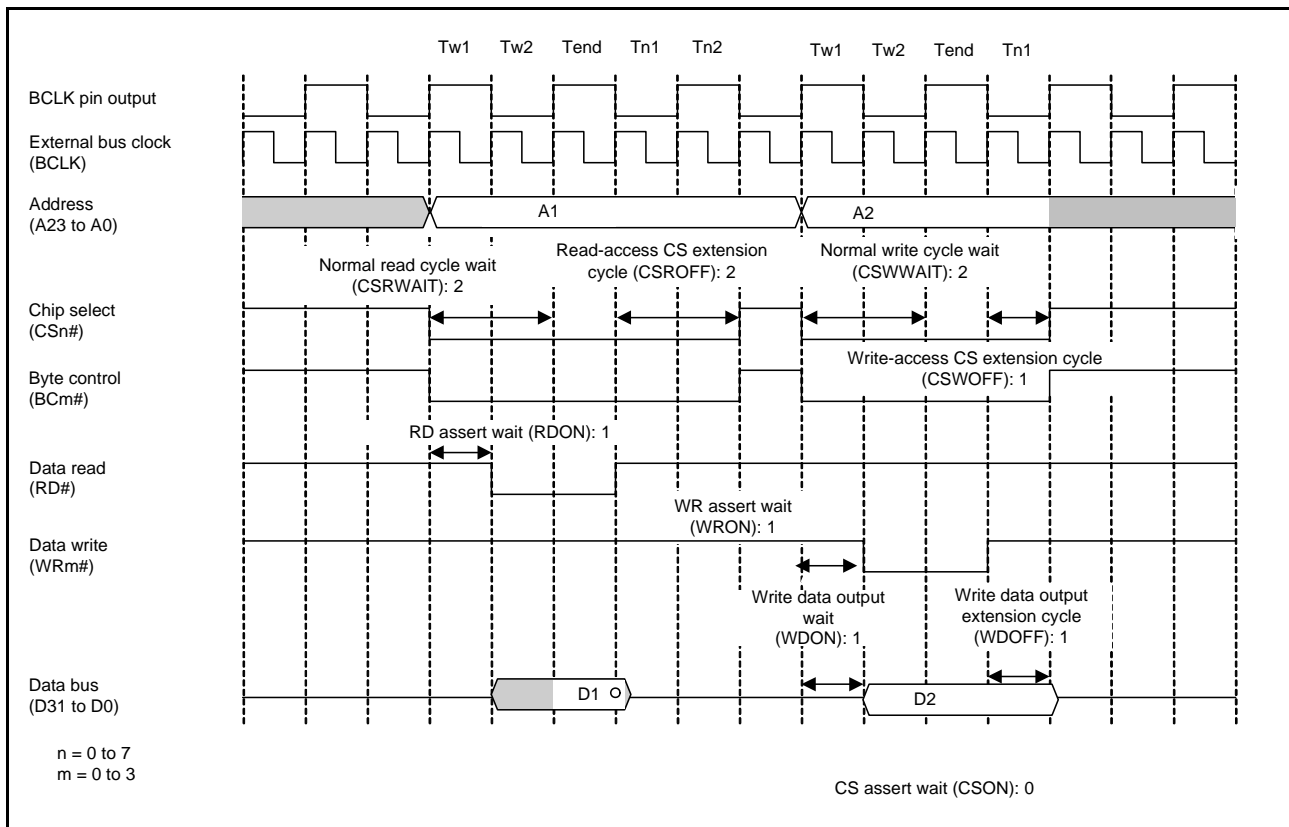 Tw1 Tw2 Tend Tn1 Tn2 Tw1 Tw2 Tend Tn1
BCLK pin output
External bus clock
(BCLK)
Address
(A23 to A0)
A1
A2
Normal read cycle wait
(CSRWAIT): 2
Read-access CS extension
cycle (CSROFF): 2
Normal write cycle wait
(CSWWAIT): 2
Chip select
(CSn#)
Write-access CS extension cycle
(CSWOFF): 1
Byte control
(BCm#)
RD assert wait (RDON): 1
Data read
(RD#)
WR assert wait
(WRON): 1
Data write
(WRm#)
Write data output
wait
(WDON): 1
Write data output
extension cycle
(WDOFF): 1
Data bus
(D31 to D0)
D1
D2
n = 0 to 7
m = 0 to 3
CS assert wait (CSON): 0